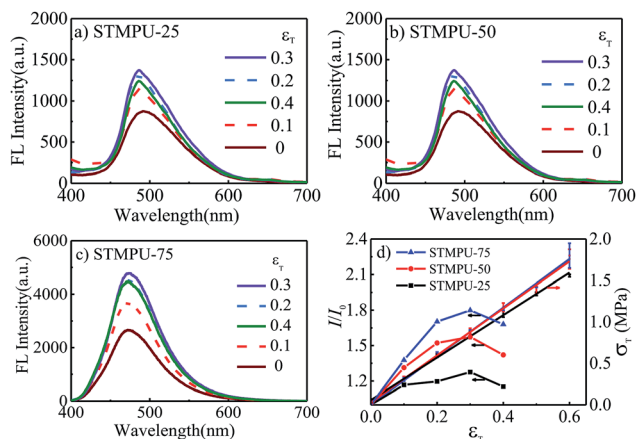 a) STMPU-25
FL Intensity(a.u.)
2000
1500
1000
500
0
400 500 600 700
Wavelength(nm)
ε_T
0.3
0.2
0.4
0.1
0
b) STMPU-50
FL Intensity(a.u.)
2000
1500
1000
500
0
400 500 600 700
Wavelength(nm)
ε_T
0.3
0.2
0.4
0.1
0
c) STMPU-75
FL Intensity(a.u.)
6000
4000
2000
0
400 500 600 700
Wavelength(nm)
ε_T
0.3
0.2
0.4
0.1
0
d)
STMPU-75
STMPU-50
STMPU-25
I/I_0
2.4
2.1
1.8
1.5
1.2
1.0
0.0 0.2 0.4 0.6
ε_T
2.0
1.5
1.0
0.5
0.0
σ_T (MPa)